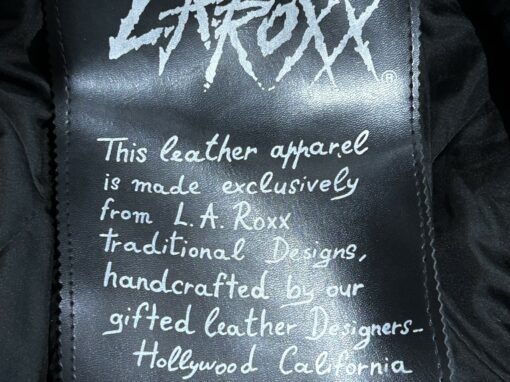 L.A.ROXX ®
This leather apparel
is made exclusively
from L.A. Roxx
traditional Designs,
handcrafted by our
gifted leather Designers-
Hollywood California